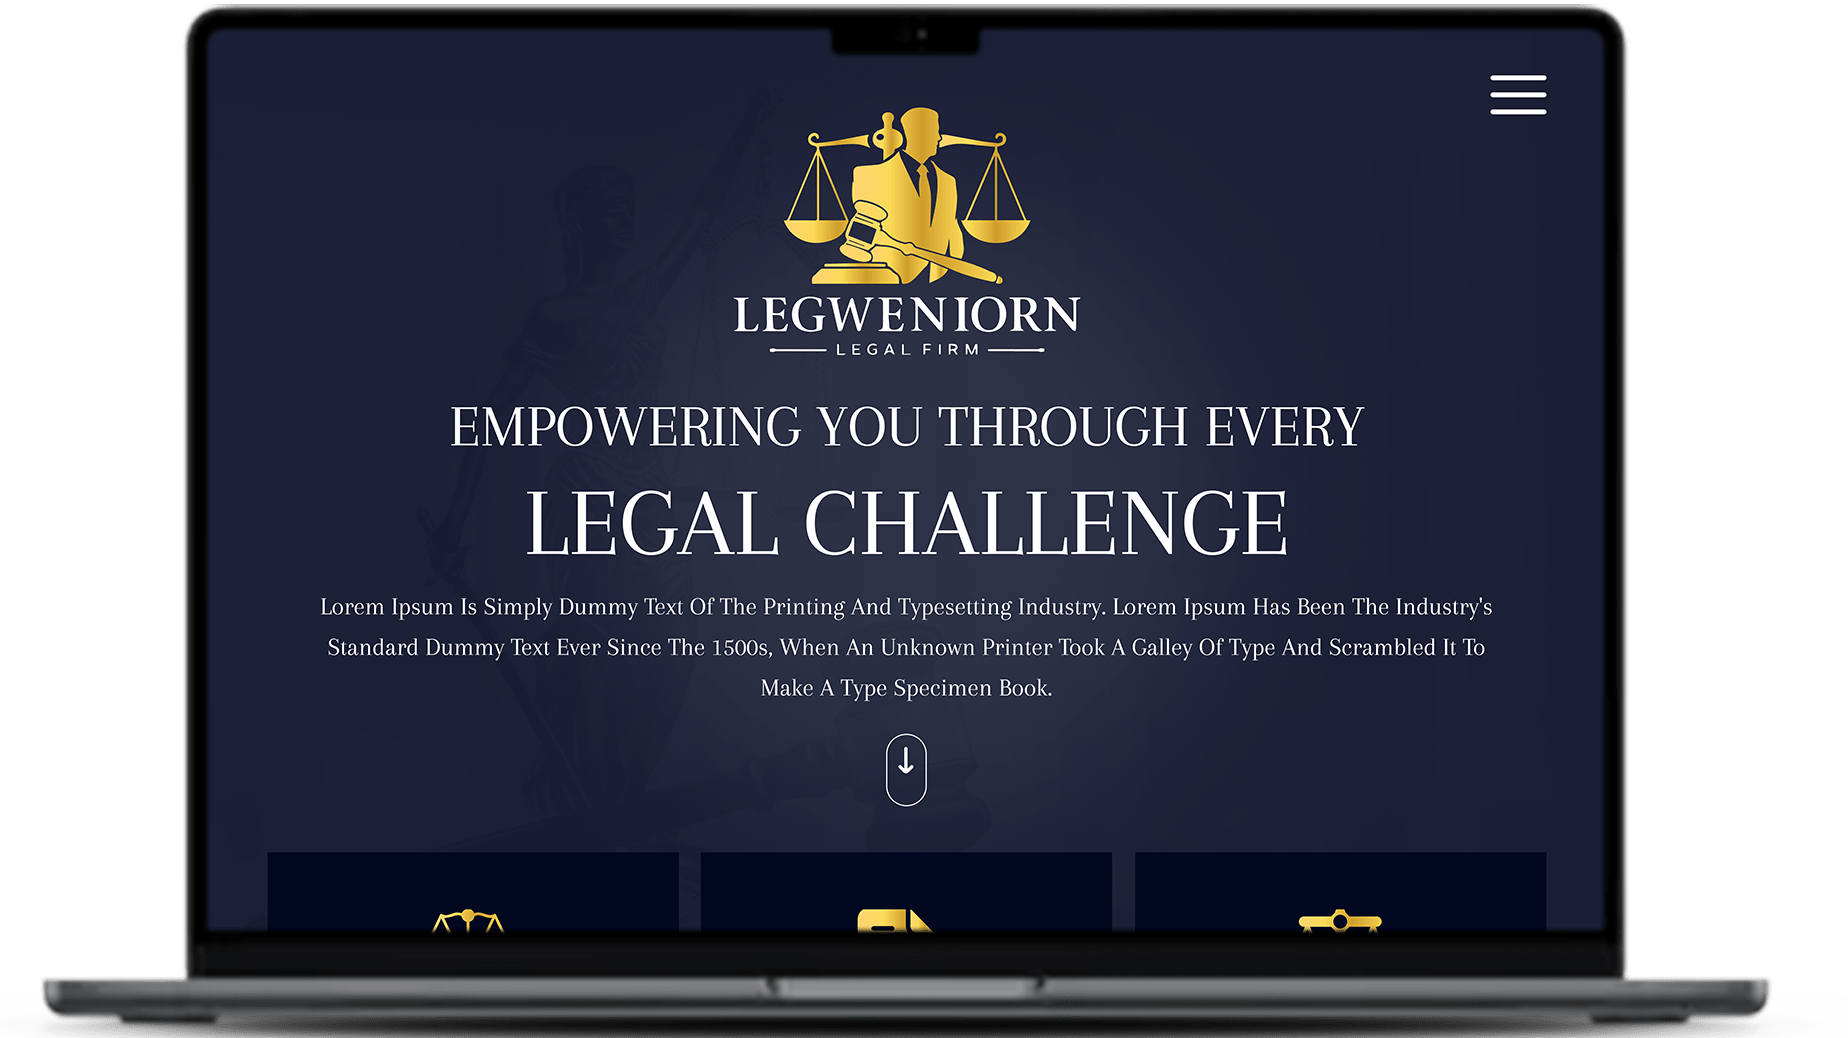 LEGWENIORN
LEGAL FIRM
EMPOWERING YOU THROUGH EVERY
LEGAL CHALLENGE
Lorem Ipsum Is Simply Dummy Text Of The Printing And Typesetting Industry. Lorem Ipsum Has Been The Industry's
Standard Dummy Text Ever Since The 1500s, When An Unknown Printer Took A Galley Of Type And Scrambled It To
Make A Type Specimen Book.